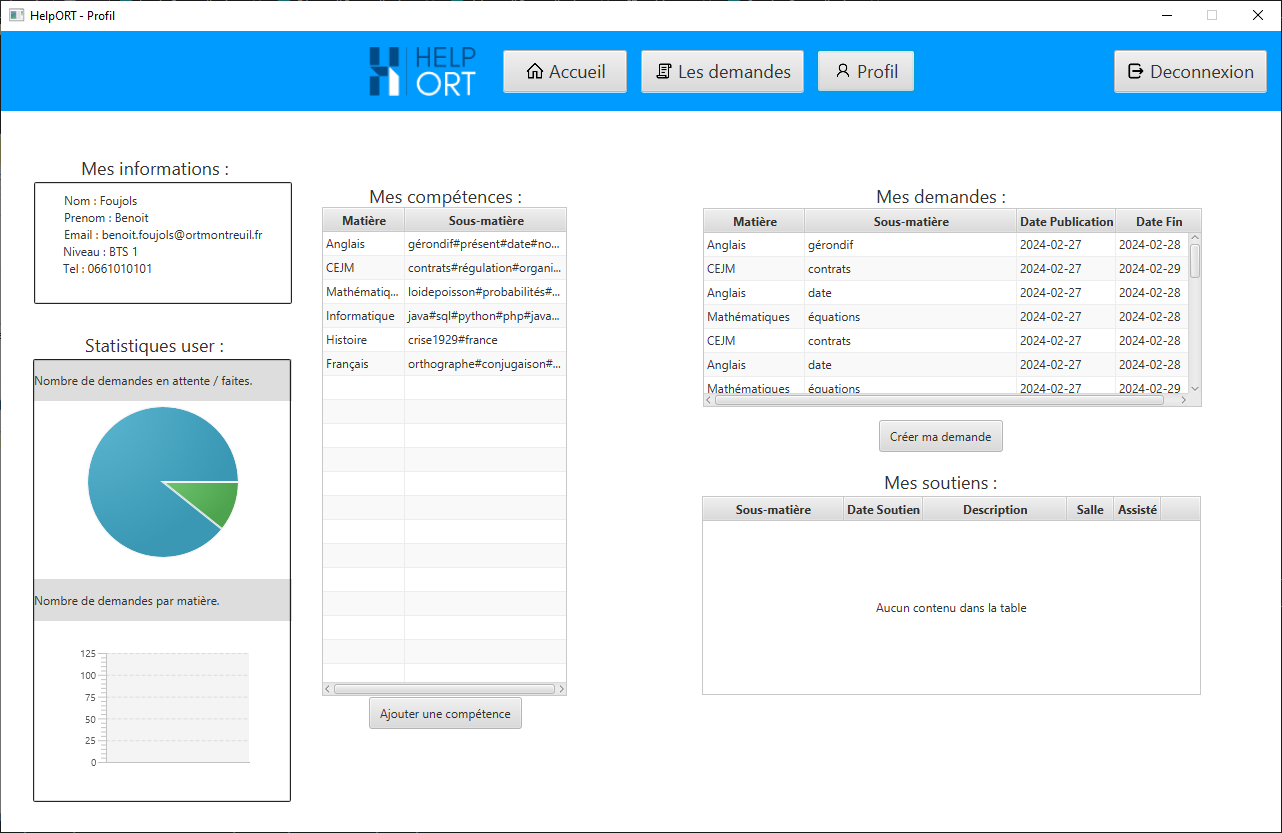 HelpORT - Profil
HELP
ORT
Accueil
Les demandes
Profil
Deconnexion
Mes informations :
Nom : Foujols
Prenom : Benoit
Email : benoit.foujols@ortmontreuil.fr
Niveau : BTS 1
Tel : 0661010101
Statistiques user :
Nombre de demandes en attente / faites.
Nombre de demandes par matière.
125
100
75
50
25
0
Mes compétences :
Matière Sous-matière
Anglais gérondif#présent#date#no...
CEJM contrats#régulation#organi...
Mathématiq... loidepoisson#probabilités#...
Informatique java#sql#python#php#java...
Histoire crise1929#france
Français orthographe#conjugaison#...
Ajouter une compétence
Mes demandes :
Matière Sous-matière Date Publication Date Fin
Anglais gérondif 2024-02-27 2024-02-28
CEJM contrats 2024-02-27 2024-02-29
Anglais date 2024-02-27 2024-02-28
Mathématiques équations 2024-02-27 2024-02-28
CEJM contrats 2024-02-27 2024-02-28
Anglais date 2024-02-27 2024-02-28
Mathématiques équations 2024-02-27 2024-02-29
Créer ma demande
Mes soutiens :
Sous-matière Date Soutien Description Salle Assisté
Aucun contenu dans la table